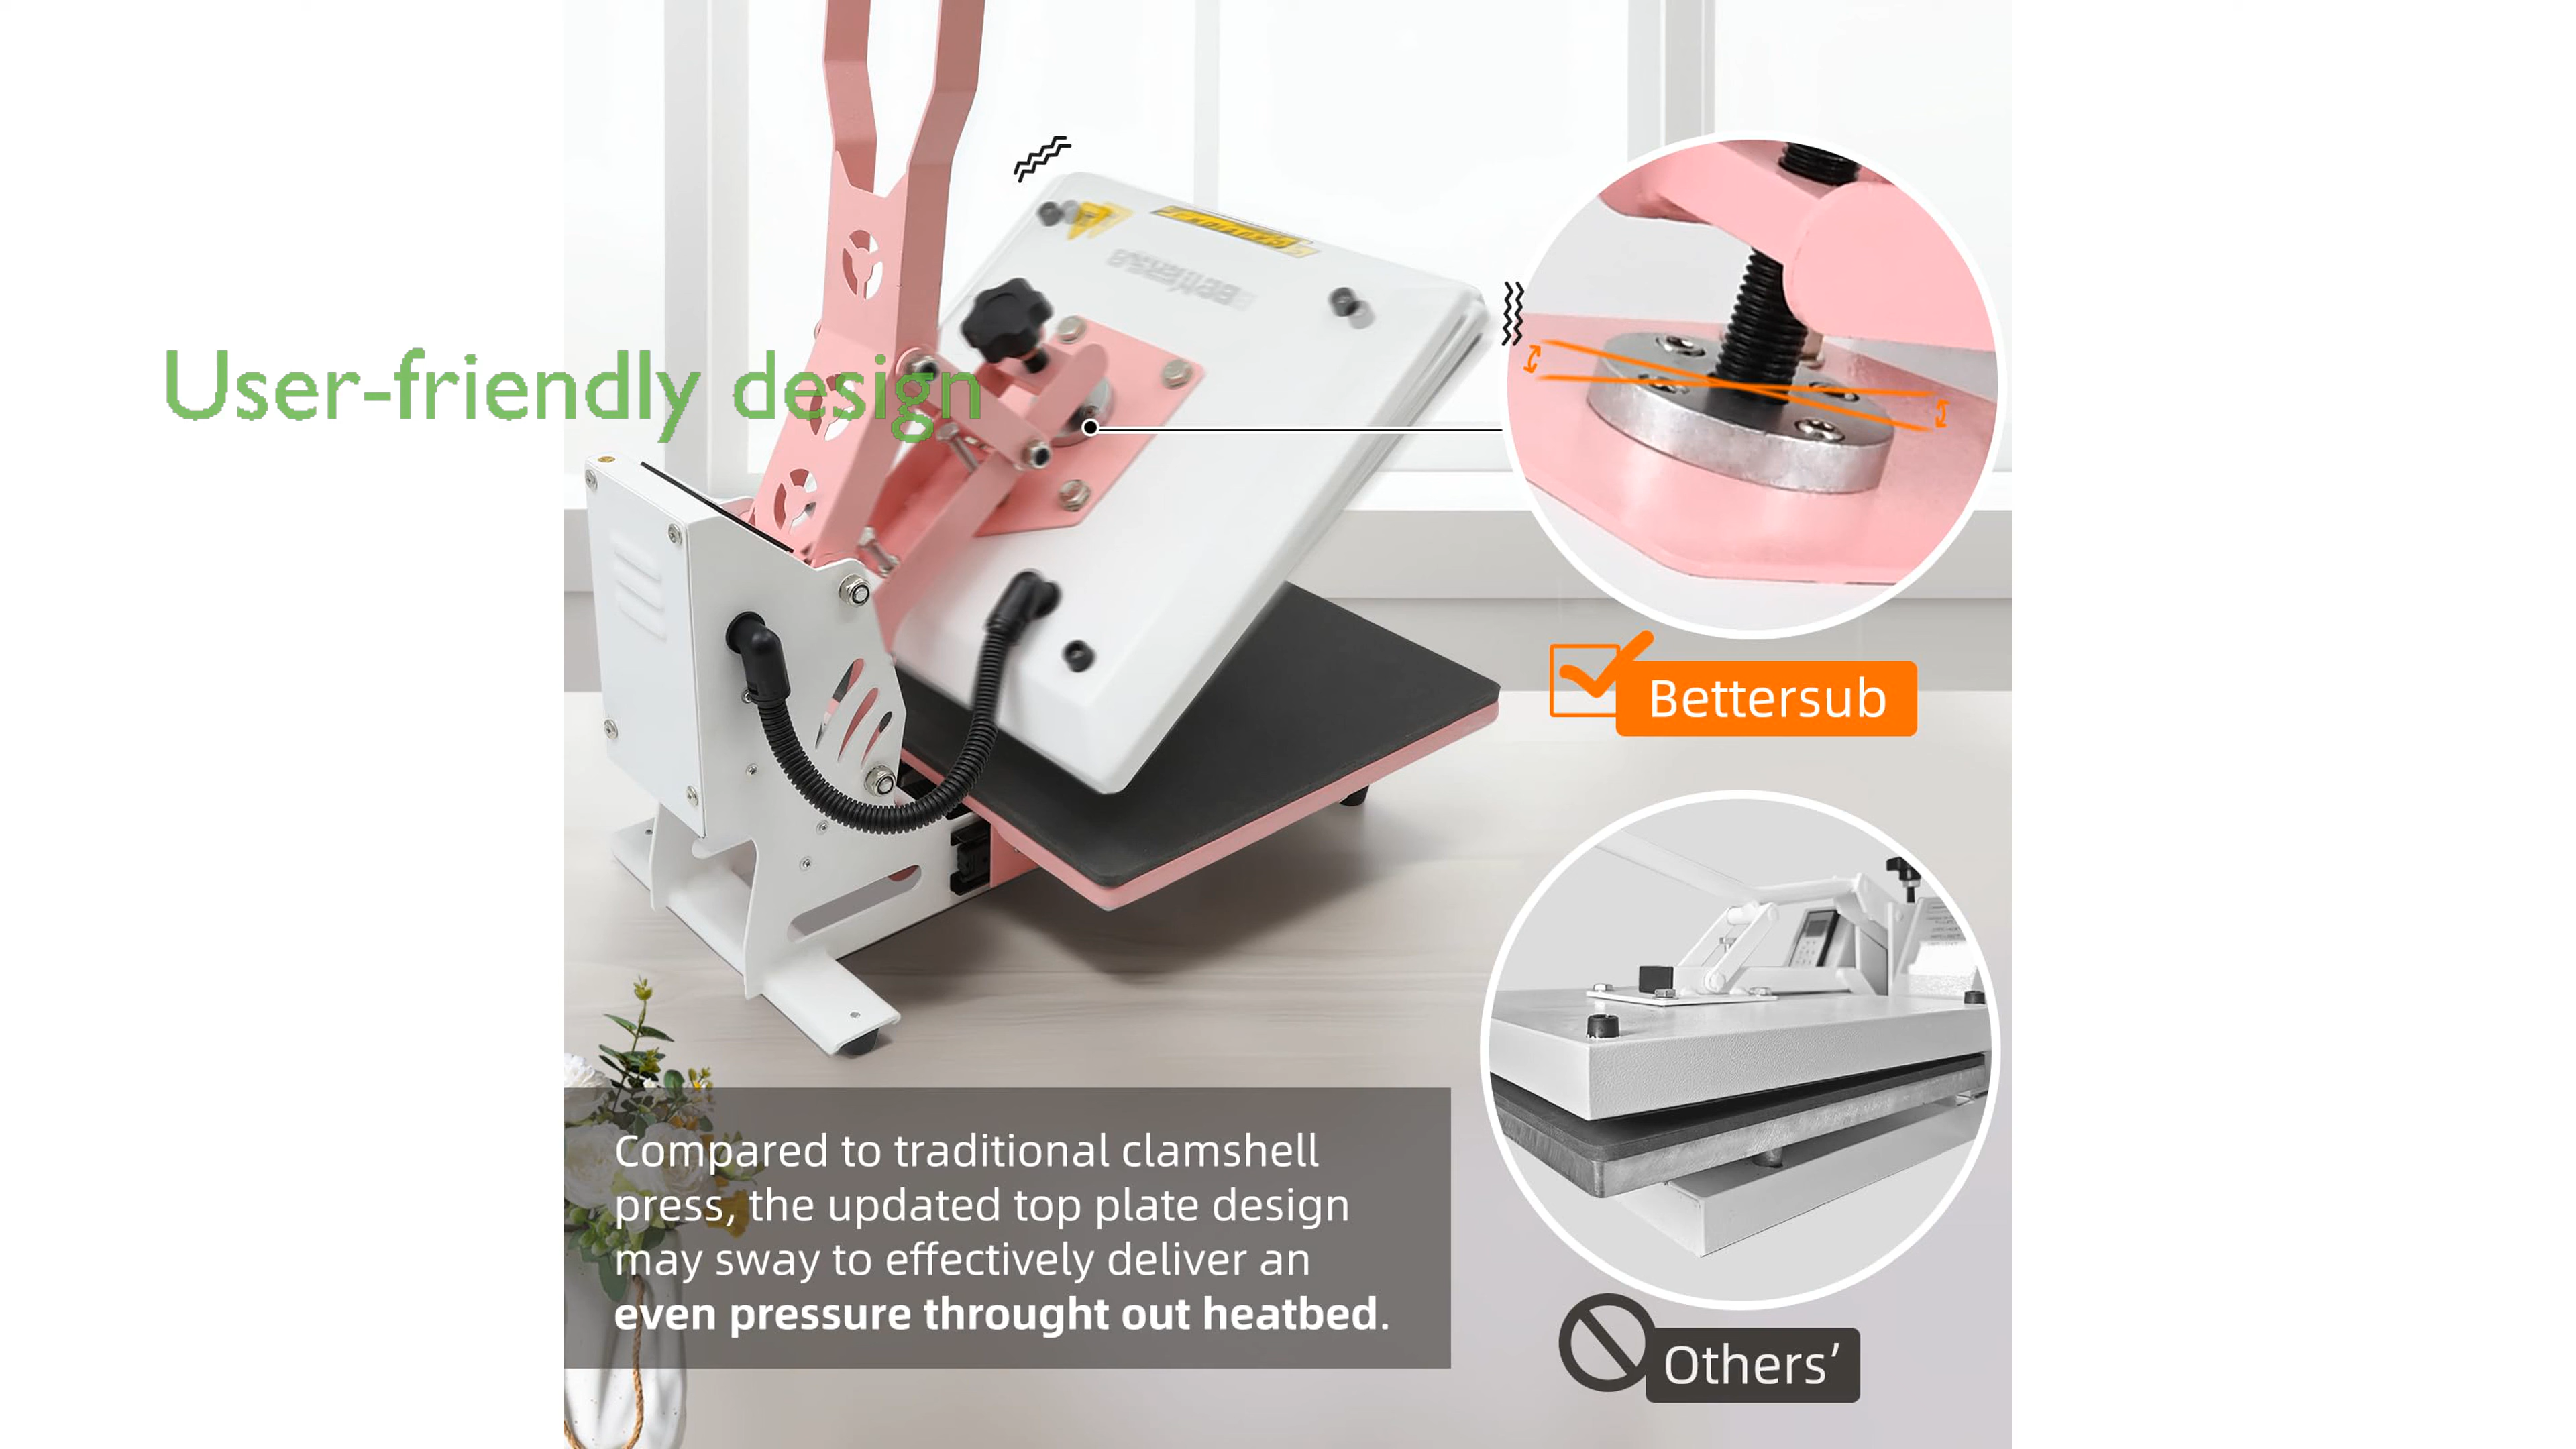 User-friendly design
Bettersub
Compared to traditional clamshell
press, the updated top plate design
may sway to effectively deliver an
even pressure throught out heatbed.
Others’